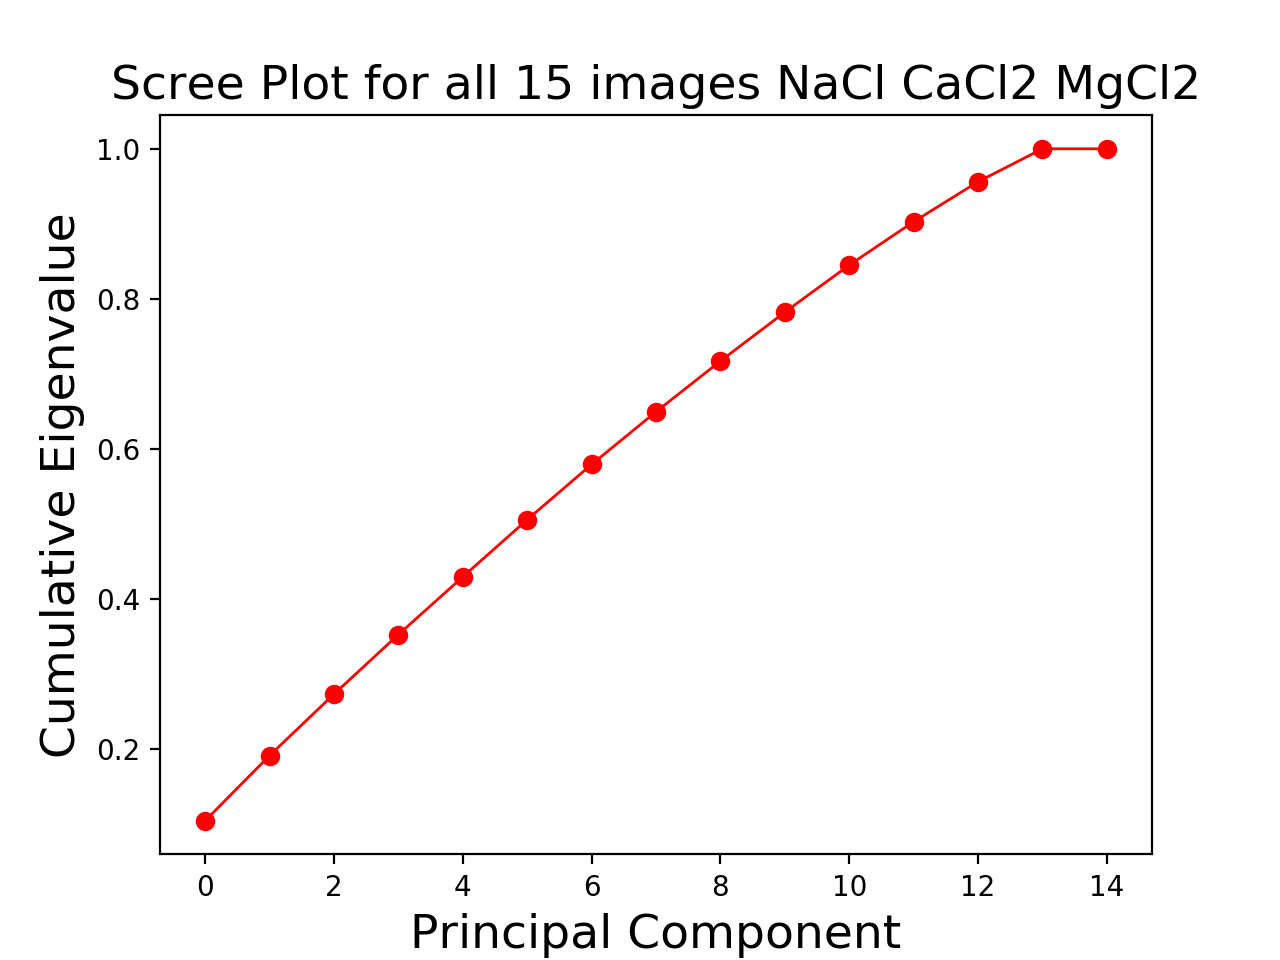 Scree Plot for all 15 images NaCl CaCl2 MgCl2
1.0
0.8
0.6
0.4
0.2
Cumulative Eigenvalue
0 2 4 6 8 10 12 14
Principal Component